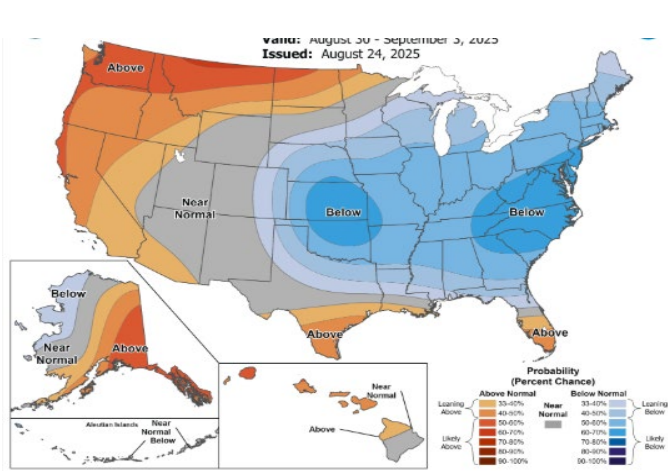 Valid: August 30 - September 3, 2025
Issued: August 24, 2025
Above
Near
Normal
Below
Below
Above
Above
Below
Near
Normal
Above
Aleutian Islands
Near
Normal
Below
Near
Normal
Above
Probability
(Percent Chance)
Above Normal
Near
Normal
Below Normal
Leaning
Above
Likely
Above
33-40%
40-50%
50-60%
60-70%
70-80%
80-90%
90-100%
33-40%
40-50%
50-60%
60-70%
70-80%
80-90%
90-100%
Leaning
Below
Likely
Below